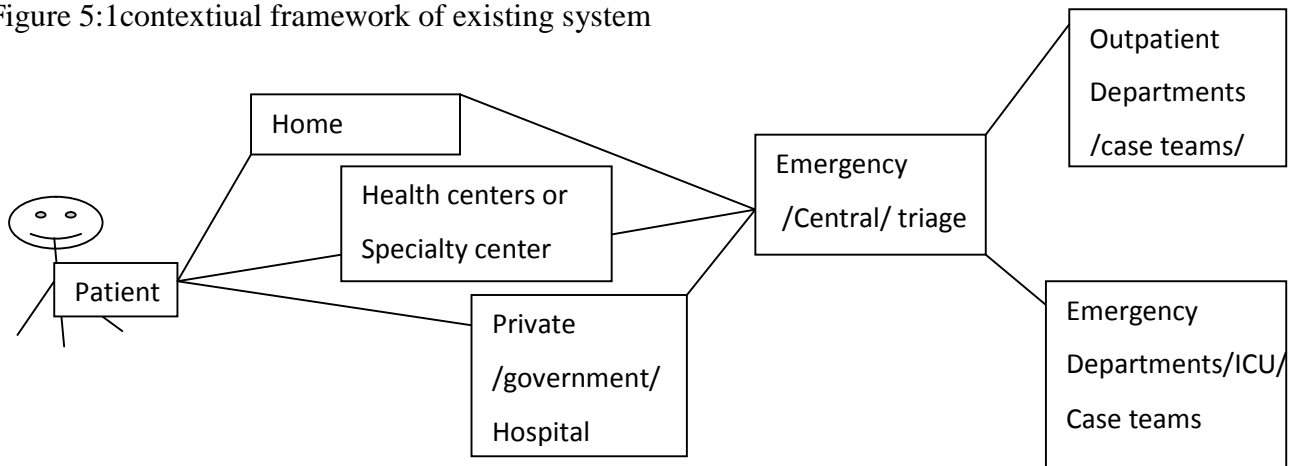 Figure 5:1contextiual framework of existing system
Outpatient
Departments
/case teams/
Home
Emergency
/Central/ triage
Health centers or
Specialty center
Patient
Private
/government/
Hospital
Emergency
Departments/ICU/
Case teams